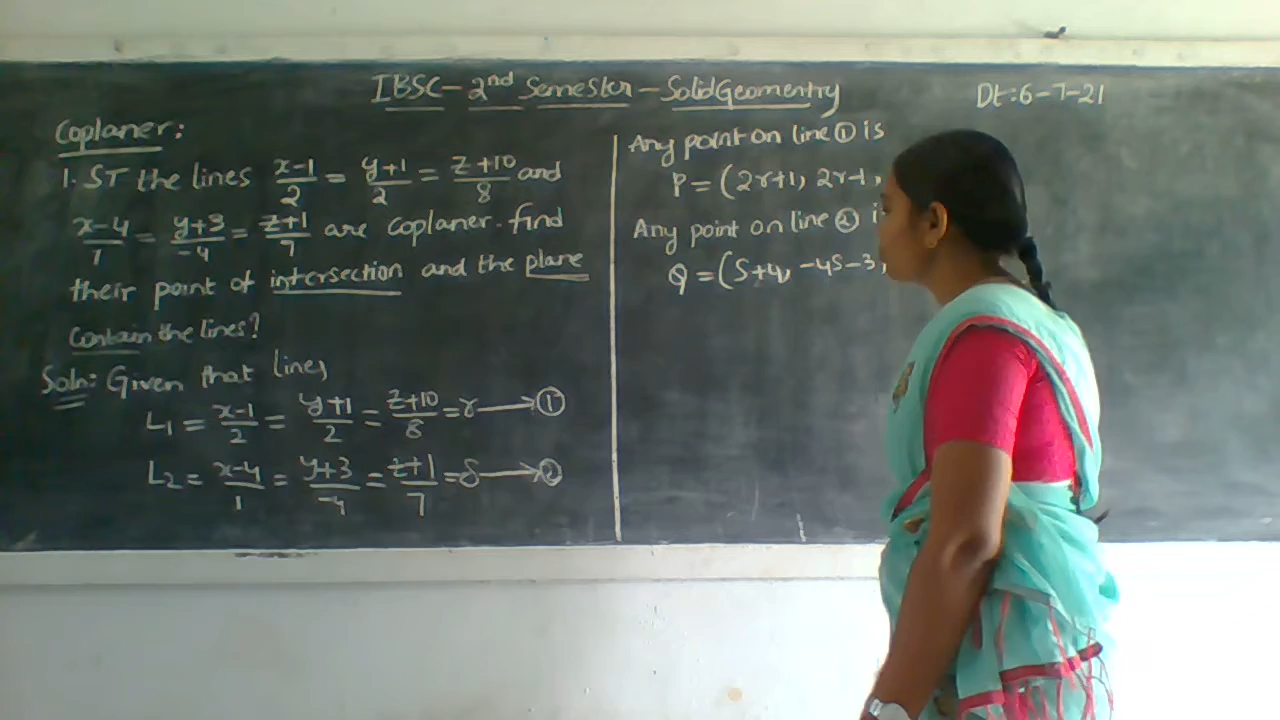 IBSC - 2nd Semester - Solid Geometry
Dt: 6-7-21
Coplaner:
1. ST the lines x-1/2 = y+1/2 = z+10/8 and
x-4/1 = y+3/-4 = z+1/7 are coplaner. find
their point of intersection and the plane
Contain the lines?
Soln: Given that lines
L1 = x-1/2 = y+1/2 = z+10/8 = r → ①
L2 = x-4/1 = y+3/-4 = z+1/7 = s → ②
Any point on line ① is
P = (2r+1, 2r-1,
Any point on line ② i
Q = (s+4, -4s-3,